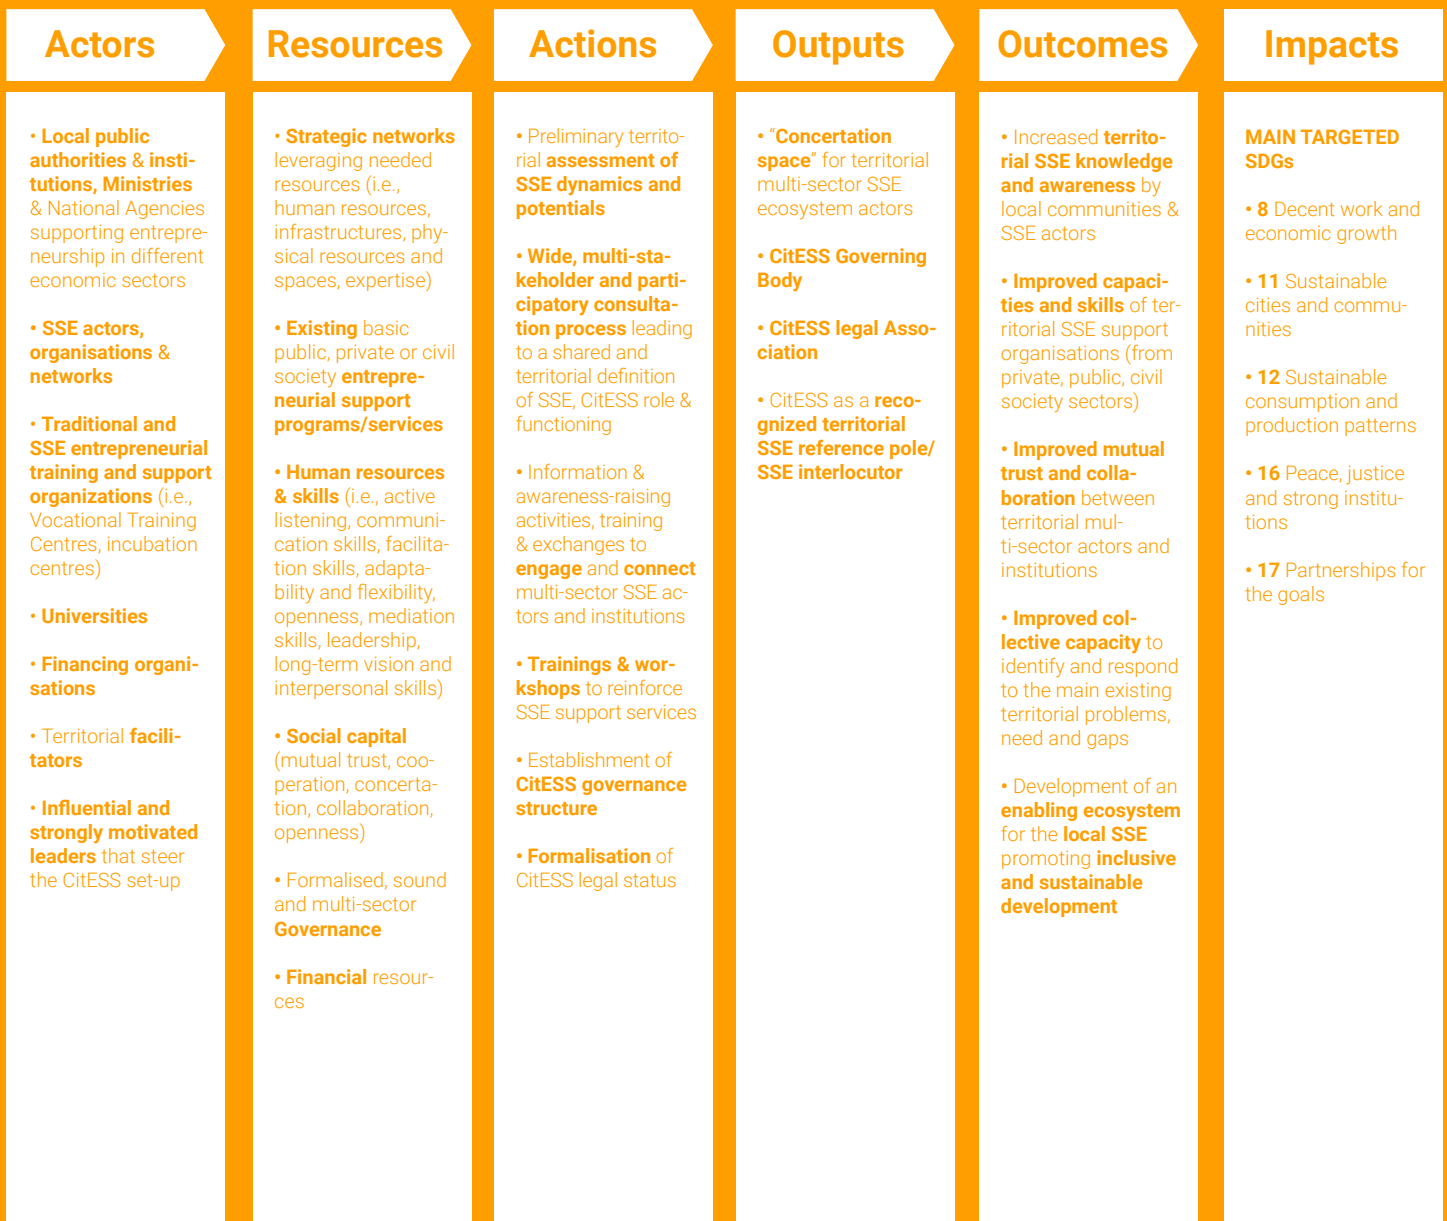 Actors
Resources
Actions
Outputs
Outcomes
Impacts
• Local public
authorities & insti-
tutions, Ministries
& National Agencies
supporting entrepre-
neurship in different
economic sectors
• SSE actors,
organisations &
networks
• Traditional and
SSE entrepreneurial
training and support
organizations (i.e.,
Vocational Training
Centres, incubation
centres)
• Universities
• Financing organi-
sations
• Territorial facili-
tators
• Influential and
strongly motivated
leaders that steer
the CitESS set-up
• Strategic networks
leveraging needed
resources (i.e.,
human resources,
infrastructures, phy-
sical resources and
spaces, expertise)
• Existing basic
public, private or civil
society entrepre-
neurial support
programs/services
• Human resources
& skills (i.e., active
listening, communi-
cation skills, facilita-
tion skills, adapta-
bility and flexibility,
openness, mediation
skills, leadership,
long-term vision and
interpersonal skills)
• Social capital
(mutual trust, coo-
peration, concerta-
tion, collaboration,
openness)
• Formalised, sound
and multi-sector
Governance
• Financial resour-
ces
• Preliminary territo-
rial assessment of
SSE dynamics and
potentials
• Wide, multi-sta-
keholder and parti-
cipatory consulta-
tion process leading
to a shared and
territorial definition
of SSE, CitESS role &
functioning
• Information &
awareness-raising
activities, training
& exchanges to
engage and connect
multi-sector SSE ac-
tors and institutions
• Trainings & wor-
kshops to reinforce
SSE support services
• Establishment of
CitESS governance
structure
• Formalisation of
CitESS legal status
• “Concertation
space” for territorial
multi-sector SSE
ecosystem actors
• CitESS Governing
Body
• CitESS legal Asso-
ciation
• CitESS as a reco-
gnized territorial
SSE reference pole/
SSE interlocutor
• Increased territo-
rial SSE knowledge
and awareness by
local communities &
SSE actors
• Improved capaci-
ties and skills of ter-
ritorial SSE support
organisations (from
private, public, civil
society sectors)
• Improved mutual
trust and colla-
boration between
territorial mul-
ti-sector actors and
institutions
• Improved col-
lective capacity to
identify and respond
to the main existing
territorial problems,
need and gaps
• Development of an
enabling ecosystem
for the local SSE
promoting inclusive
and sustainable
development
MAIN TARGETED
SDGs
• 8 Decent work and
economic growth
• 11 Sustainable
cities and commu-
nities
• 12 Sustainable
consumption and
production patterns
• 16 Peace, justice
and strong institu-
tions
• 17 Partnerships for
the goals